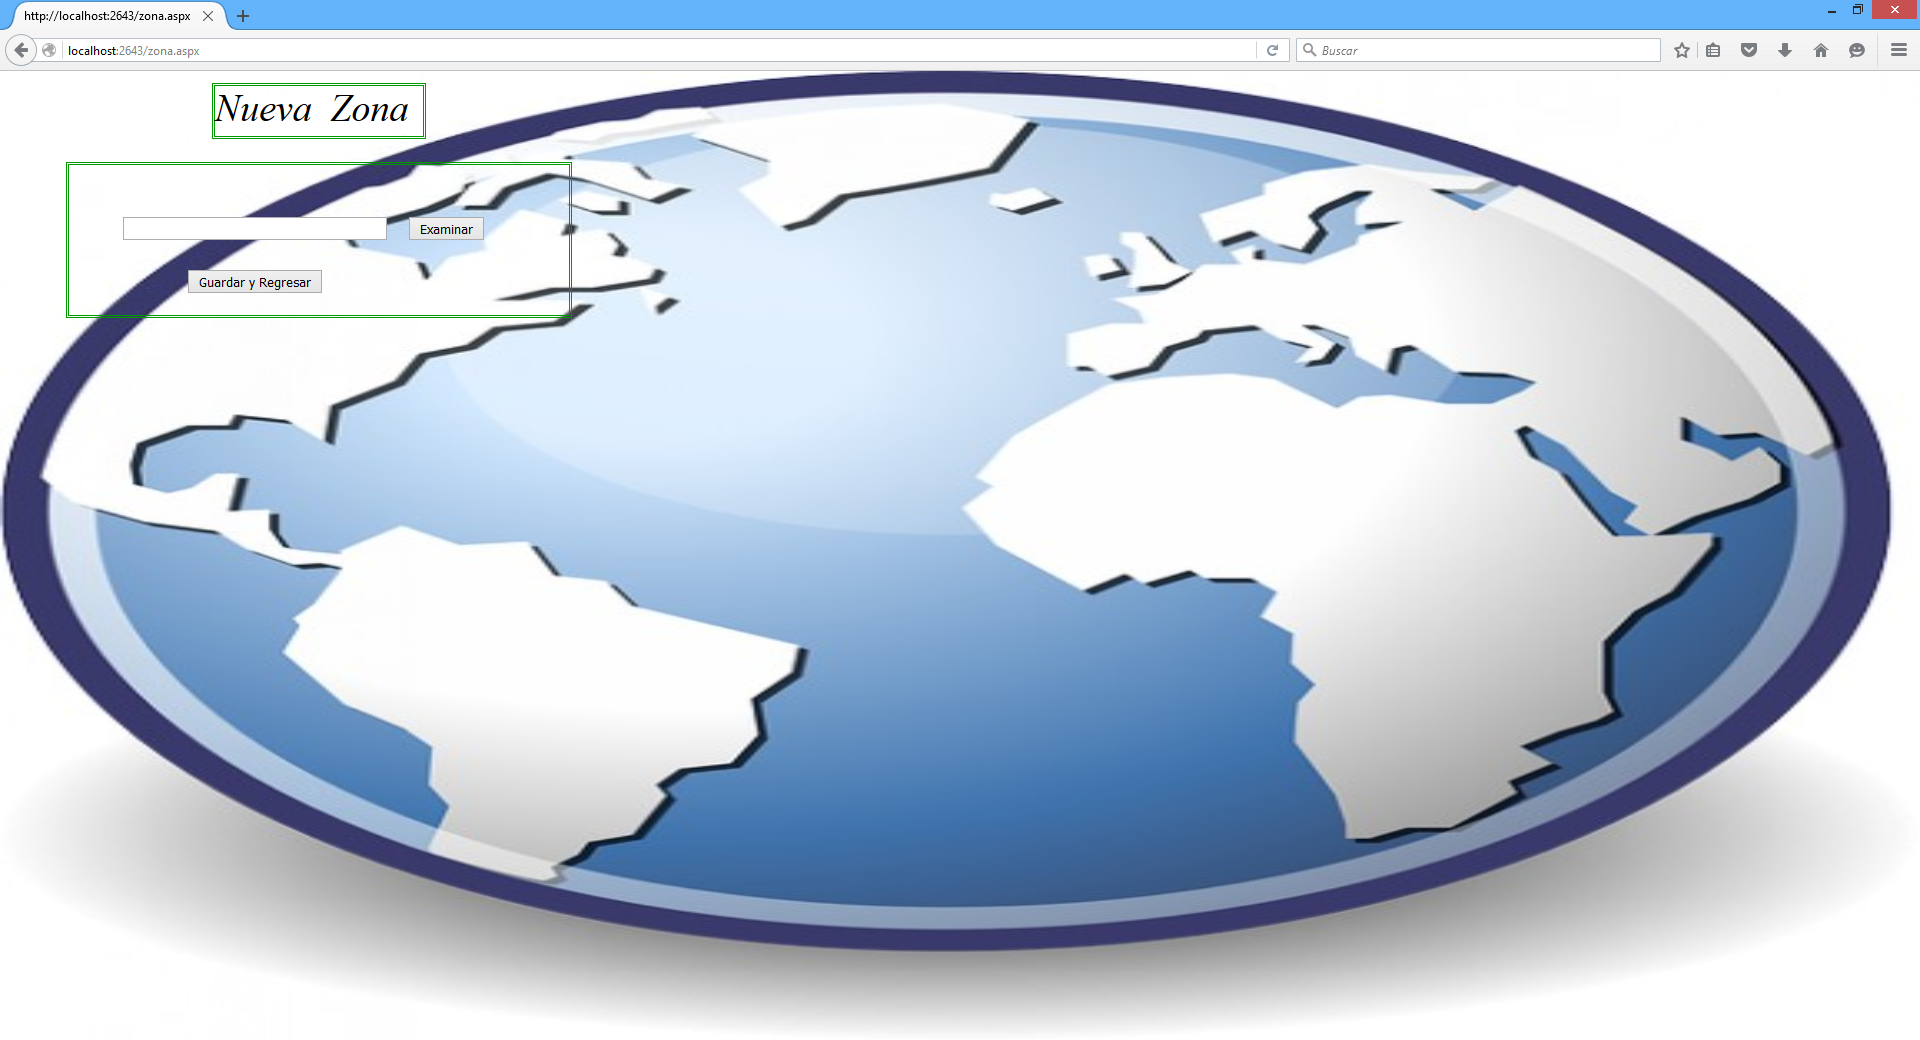 http://localhost:2643/zona.aspx
localhost:2643/zona.aspx
Buscar
Nueva Zona
Examinar
Guardar y Regresar